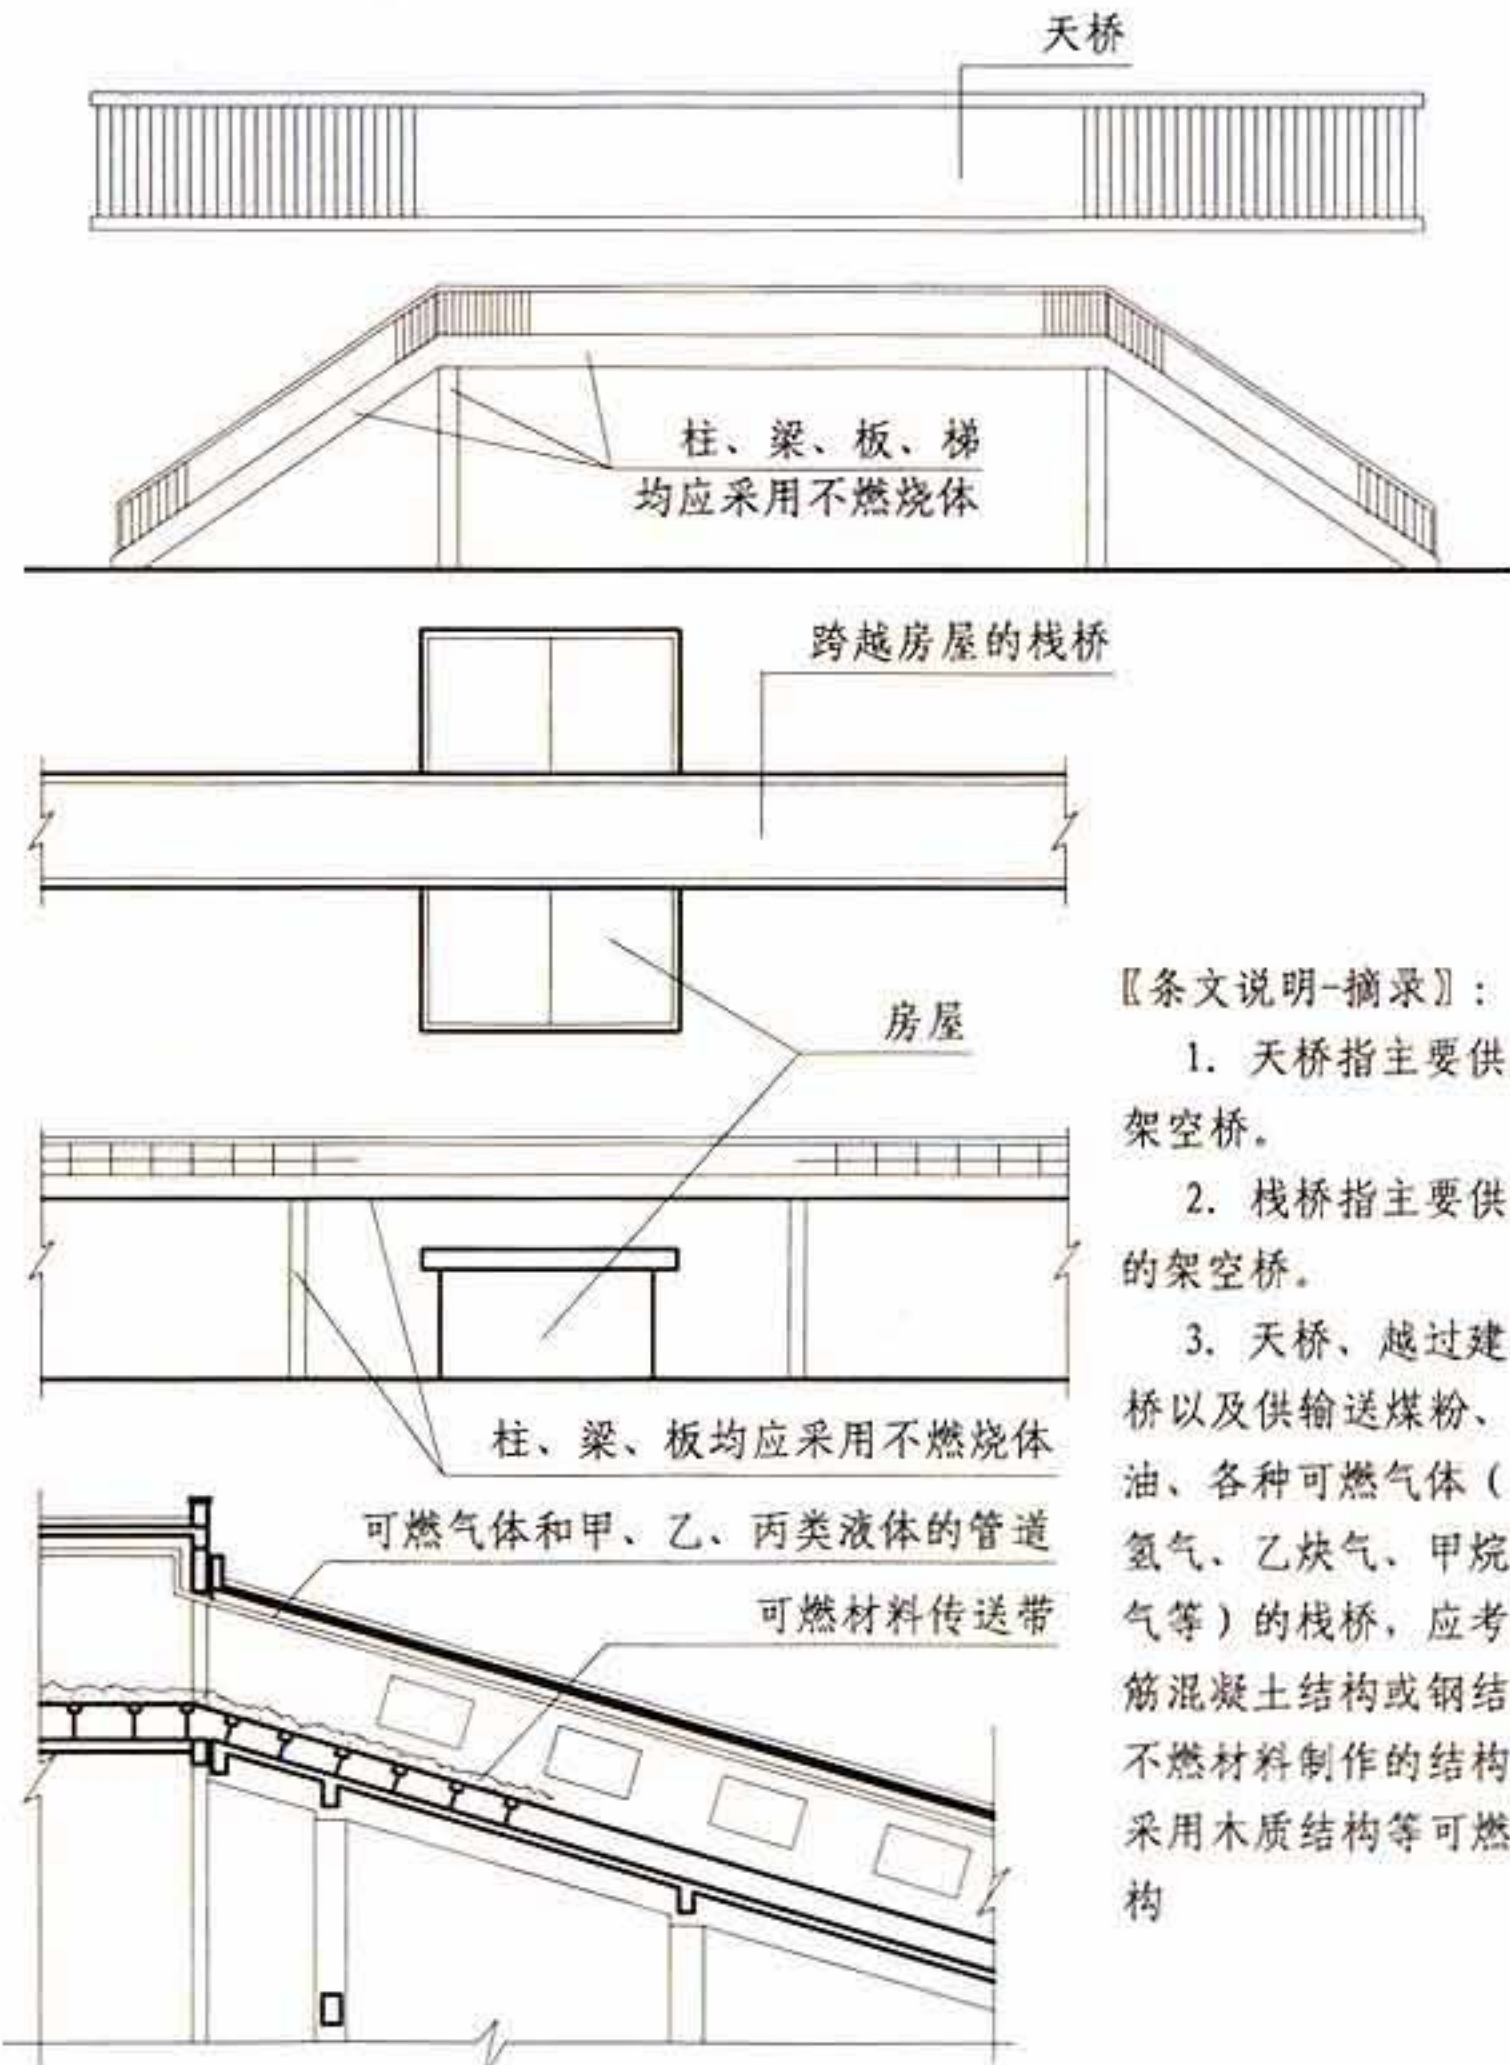 天桥
柱、梁、板、梯
均应采用不燃烧体
跨越房屋的栈桥
房屋
柱、梁、板均应采用不燃烧体
可燃气体和甲、乙、丙类液体的管道
可燃材料传送带
〖条文说明-摘录〗:
1. 天桥指主要供
架空桥。
2. 栈桥指主要供
的架空桥。
3. 天桥、越过建
桥以及供输送煤粉、
油、各种可燃气体(
氢气、乙炔气、甲烷
气等)的栈桥,应考
筋混凝土结构或钢结
不燃材料制作的结构
采用木质结构等可燃
构